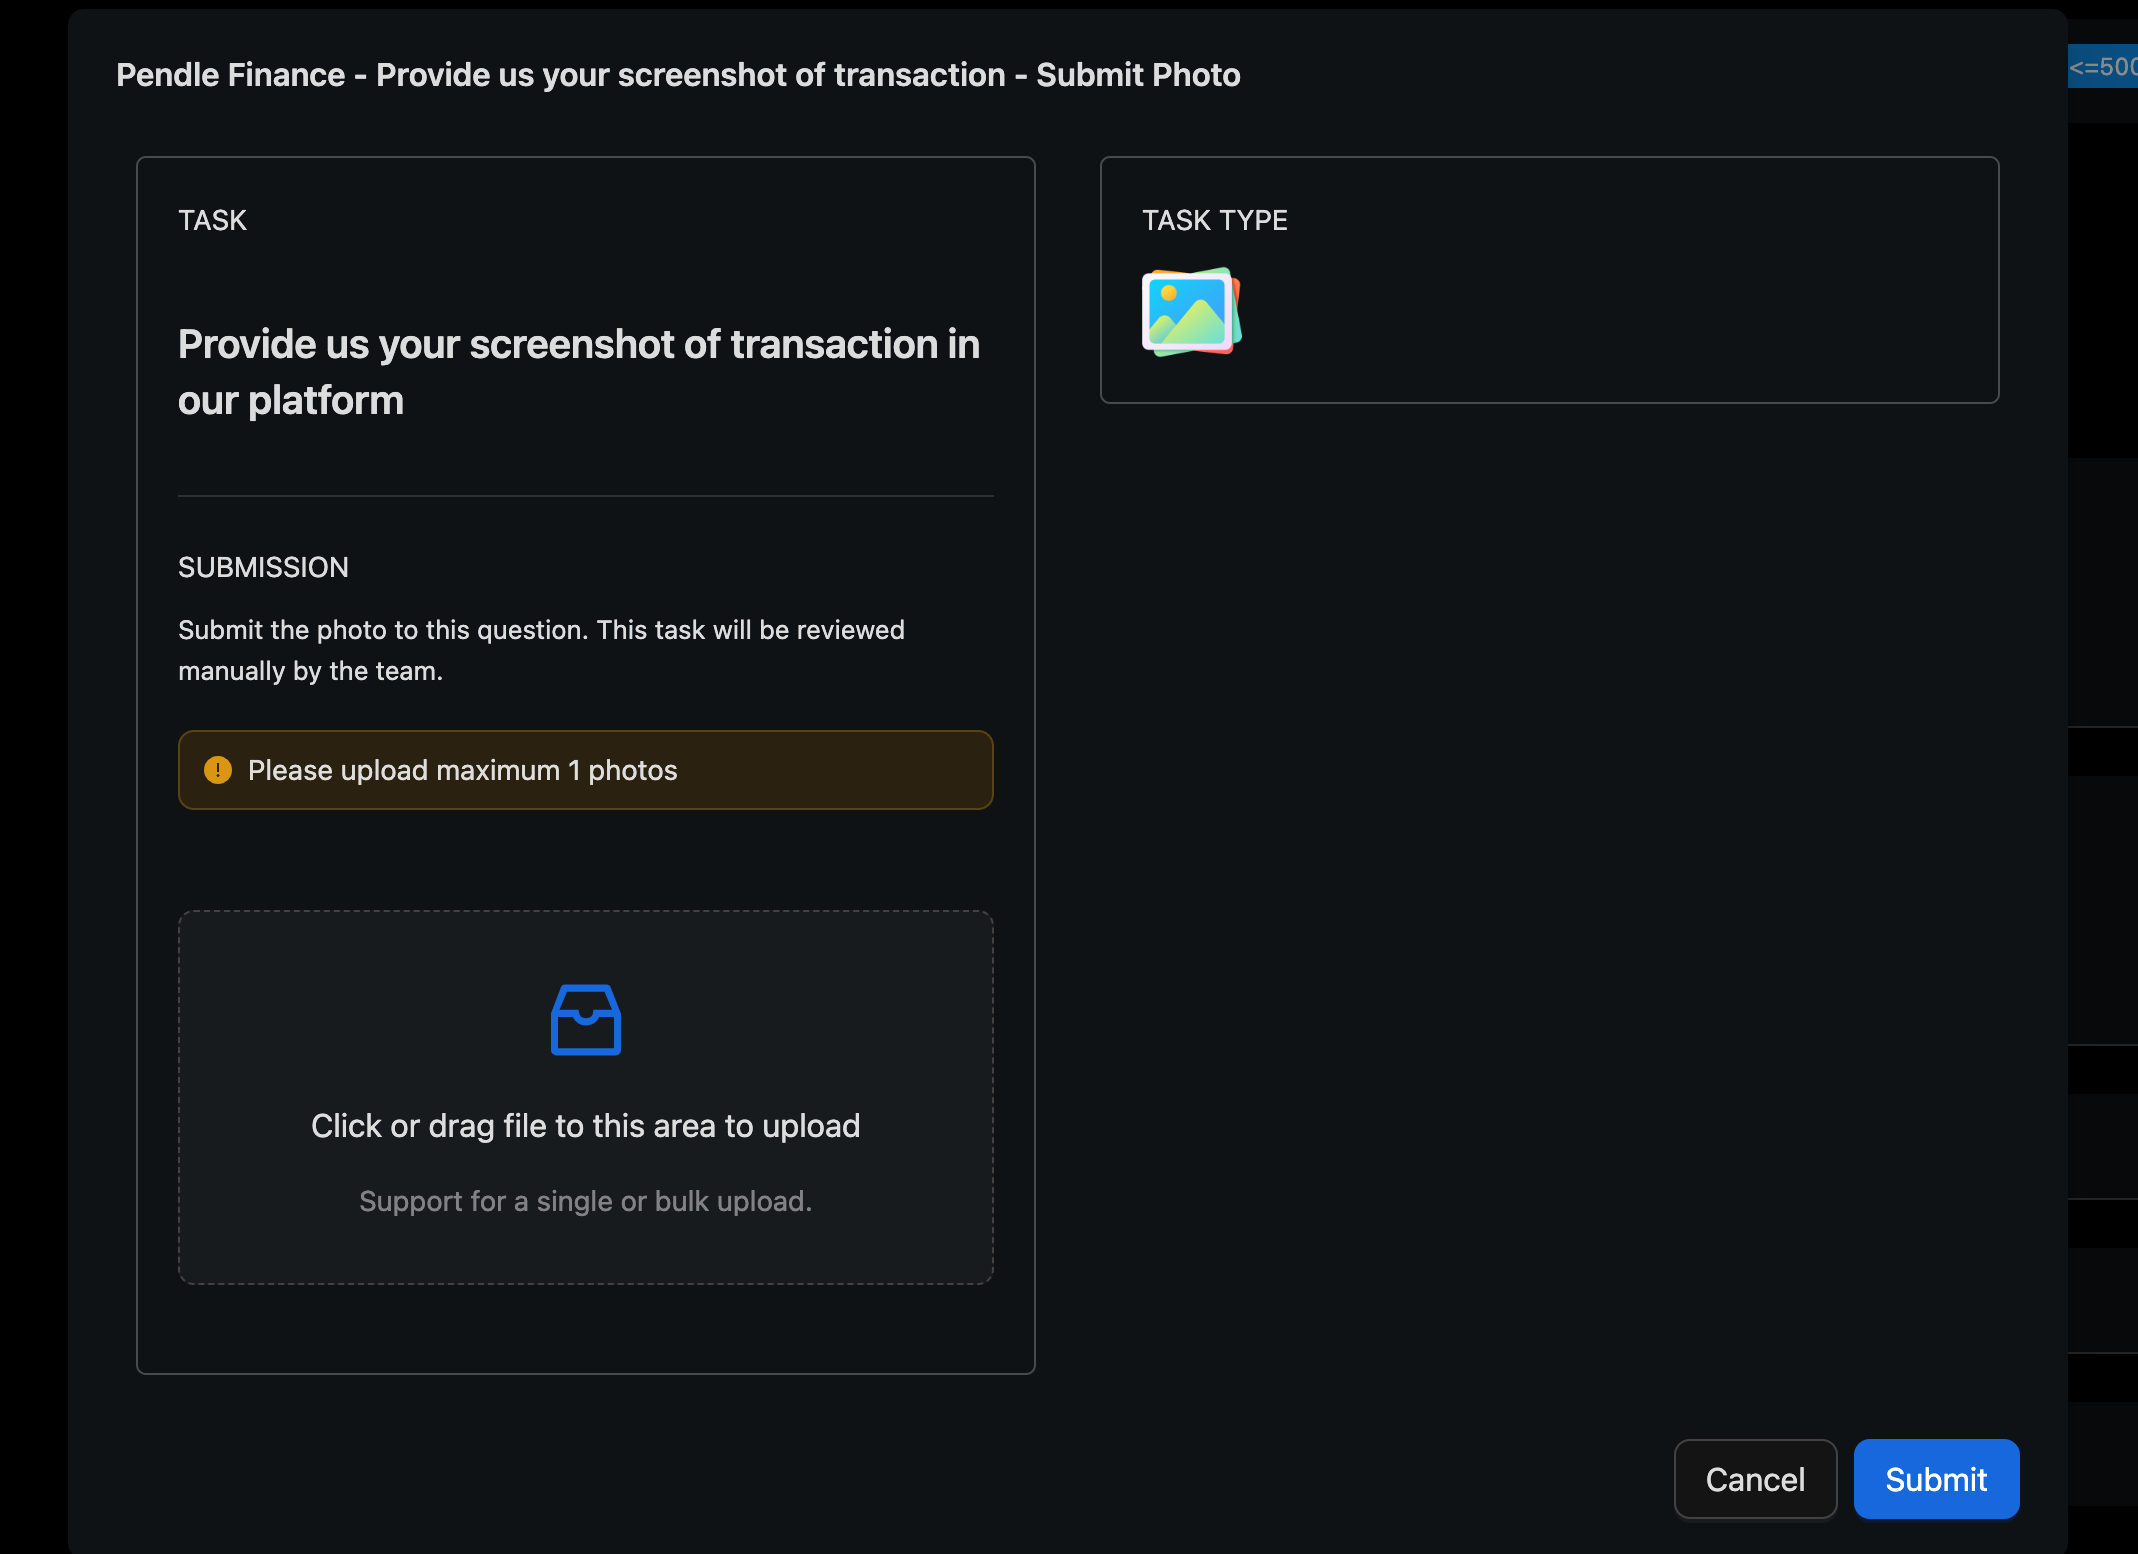 Pendle Finance - Provide us your screenshot of transaction - Submit Photo
<=500
TASK
Provide us your screenshot of transaction in
our platform
SUBMISSION
Submit the photo to this question. This task will be reviewed
manually by the team.
Please upload maximum 1 photos
Click or drag file to this area to upload
Support for a single or bulk upload.
TASK TYPE
Cancel
Submit